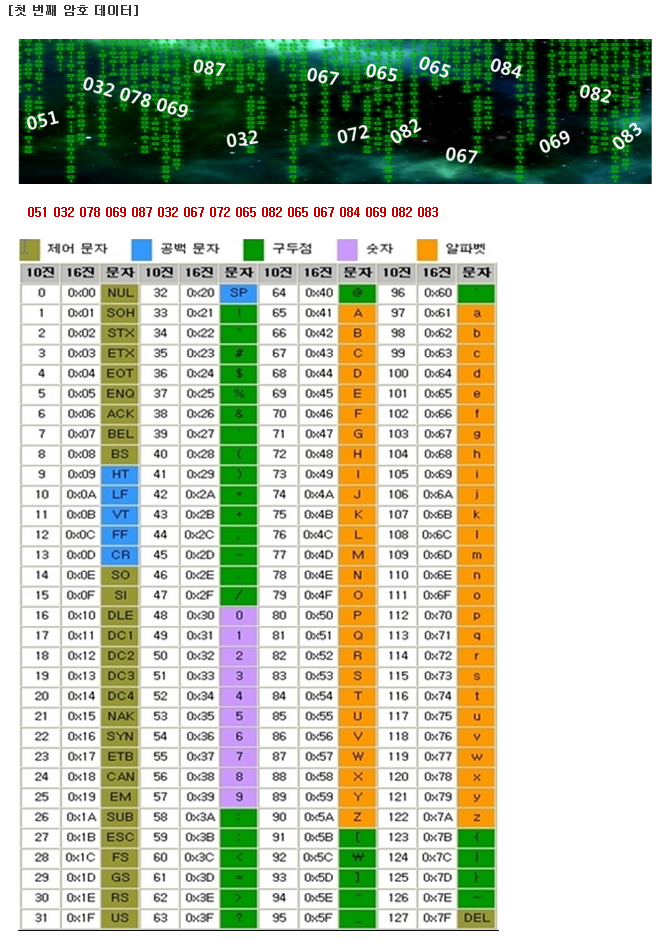 [첫 번째 암호 데이터]
051 032 078 069 087 032 067 072 065 082 065 067 084 069 082 083
051 032 078 069 087 032 067 072 065 082 065 067 084 069 082 083
제어 문자 공백 문자 구두점 숫자 알파벳
10진 16진 문자 10진 16진 문자 10진 16진 문자 10진 16진 문자
0 0x00 NUL 32 0x20 SP 64 0x40 @ 96 0x60 `
1 0x01 SOH 33 0x21 ! 65 0x41 A 97 0x61 a
2 0x02 STX 34 0x22 " 66 0x42 B 98 0x62 b
3 0x03 ETX 35 0x23 # 67 0x43 C 99 0x63 c
4 0x04 EOT 36 0x24 $ 68 0x44 D 100 0x64 d
5 0x05 ENQ 37 0x25 % 69 0x45 E 101 0x65 e
6 0x06 ACK 38 0x26 & 70 0x46 F 102 0x66 f
7 0x07 BEL 39 0x27 ' 71 0x47 G 103 0x67 g
8 0x08 BS 40 0x28 ( 72 0x48 H 104 0x68 h
9 0x09 HT 41 0x29 ) 73 0x49 I 105 0x69 i
10 0x0A LF 42 0x2A * 74 0x4A J 106 0x6A j
11 0x0B VT 43 0x2B + 75 0x4B K 107 0x6B k
12 0x0C FF 44 0x2C , 76 0x4C L 108 0x6C l
13 0x0D CR 45 0x2D - 77 0x4D M 109 0x6D m
14 0x0E SO 46 0x2E . 78 0x4E N 110 0x6E n
15 0x0F SI 47 0x2F / 79 0x4F O 111 0x6F o
16 0x10 DLE 48 0x30 0 80 0x50 P 112 0x70 p
17 0x11 DC1 49 0x31 1 81 0x51 Q 113 0x71 q
18 0x12 DC2 50 0x32 2 82 0x52 R 114 0x72 r
19 0x13 DC3 51 0x33 3 83 0x53 S 115 0x73 s
20 0x14 DC4 52 0x34 4 84 0x54 T 116 0x74 t
21 0x15 NAK 53 0x35 5 85 0x55 U 117 0x75 u
22 0x16 SYN 54 0x36 6 86 0x56 V 118 0x76 v
23 0x17 ETB 55 0x37 7 87 0x57 W 119 0x77 w
24 0x18 CAN 56 0x38 8 88 0x58 X 120 0x78 x
25 0x19 EM 57 0x39 9 89 0x59 Y 121 0x79 y
26 0x1A SUB 58 0x3A : 90 0x5A Z 122 0x7A z
27 0x1B ESC 59 0x3B ; 91 0x5B [ 123 0x7B {
28 0x1C FS 60 0x3C < 92 0x5C ₩ 124 0x7C |
29 0x1D GS 61 0x3D = 93 0x5D ] 125 0x7D }
30 0x1E RS 62 0x3E > 94 0x5E ^ 126 0x7E ~
31 0x1F US 63 0x3F ? 95 0x5F _ 127 0x7F DEL